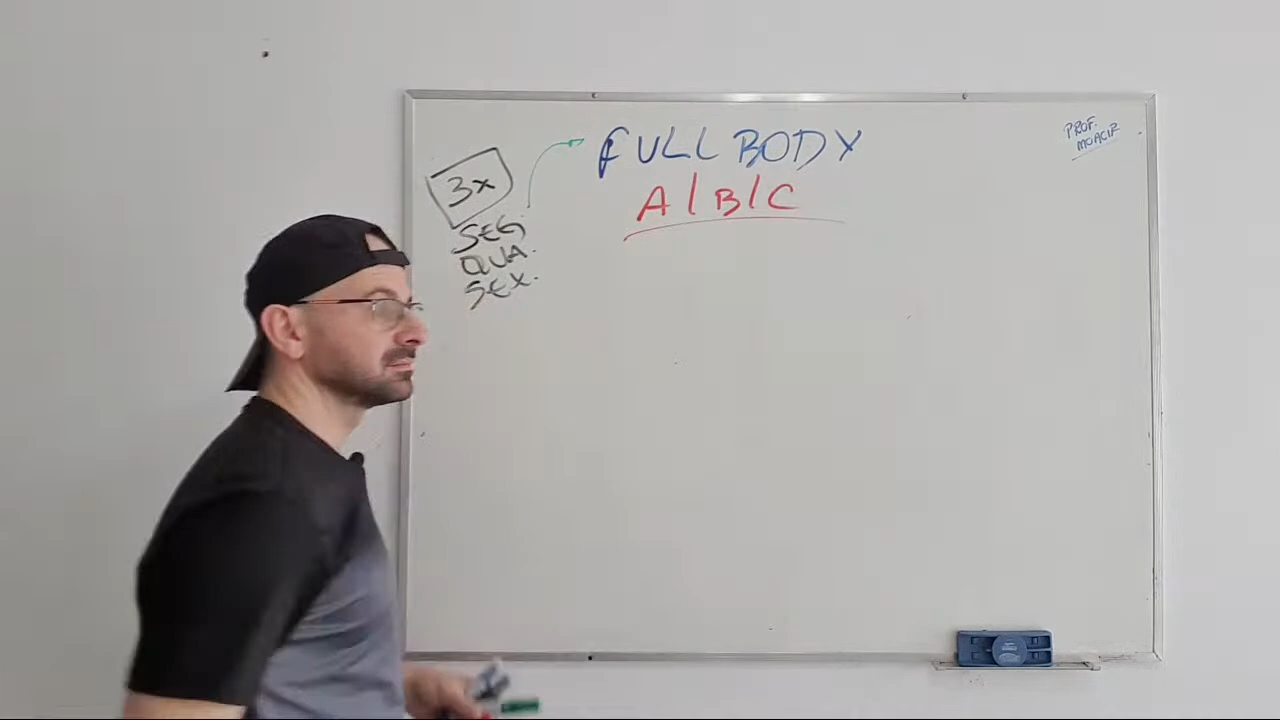 FULL BODY
A/B/C
3x
SEG
QUA.
SEX.
PROF.
MOACIR